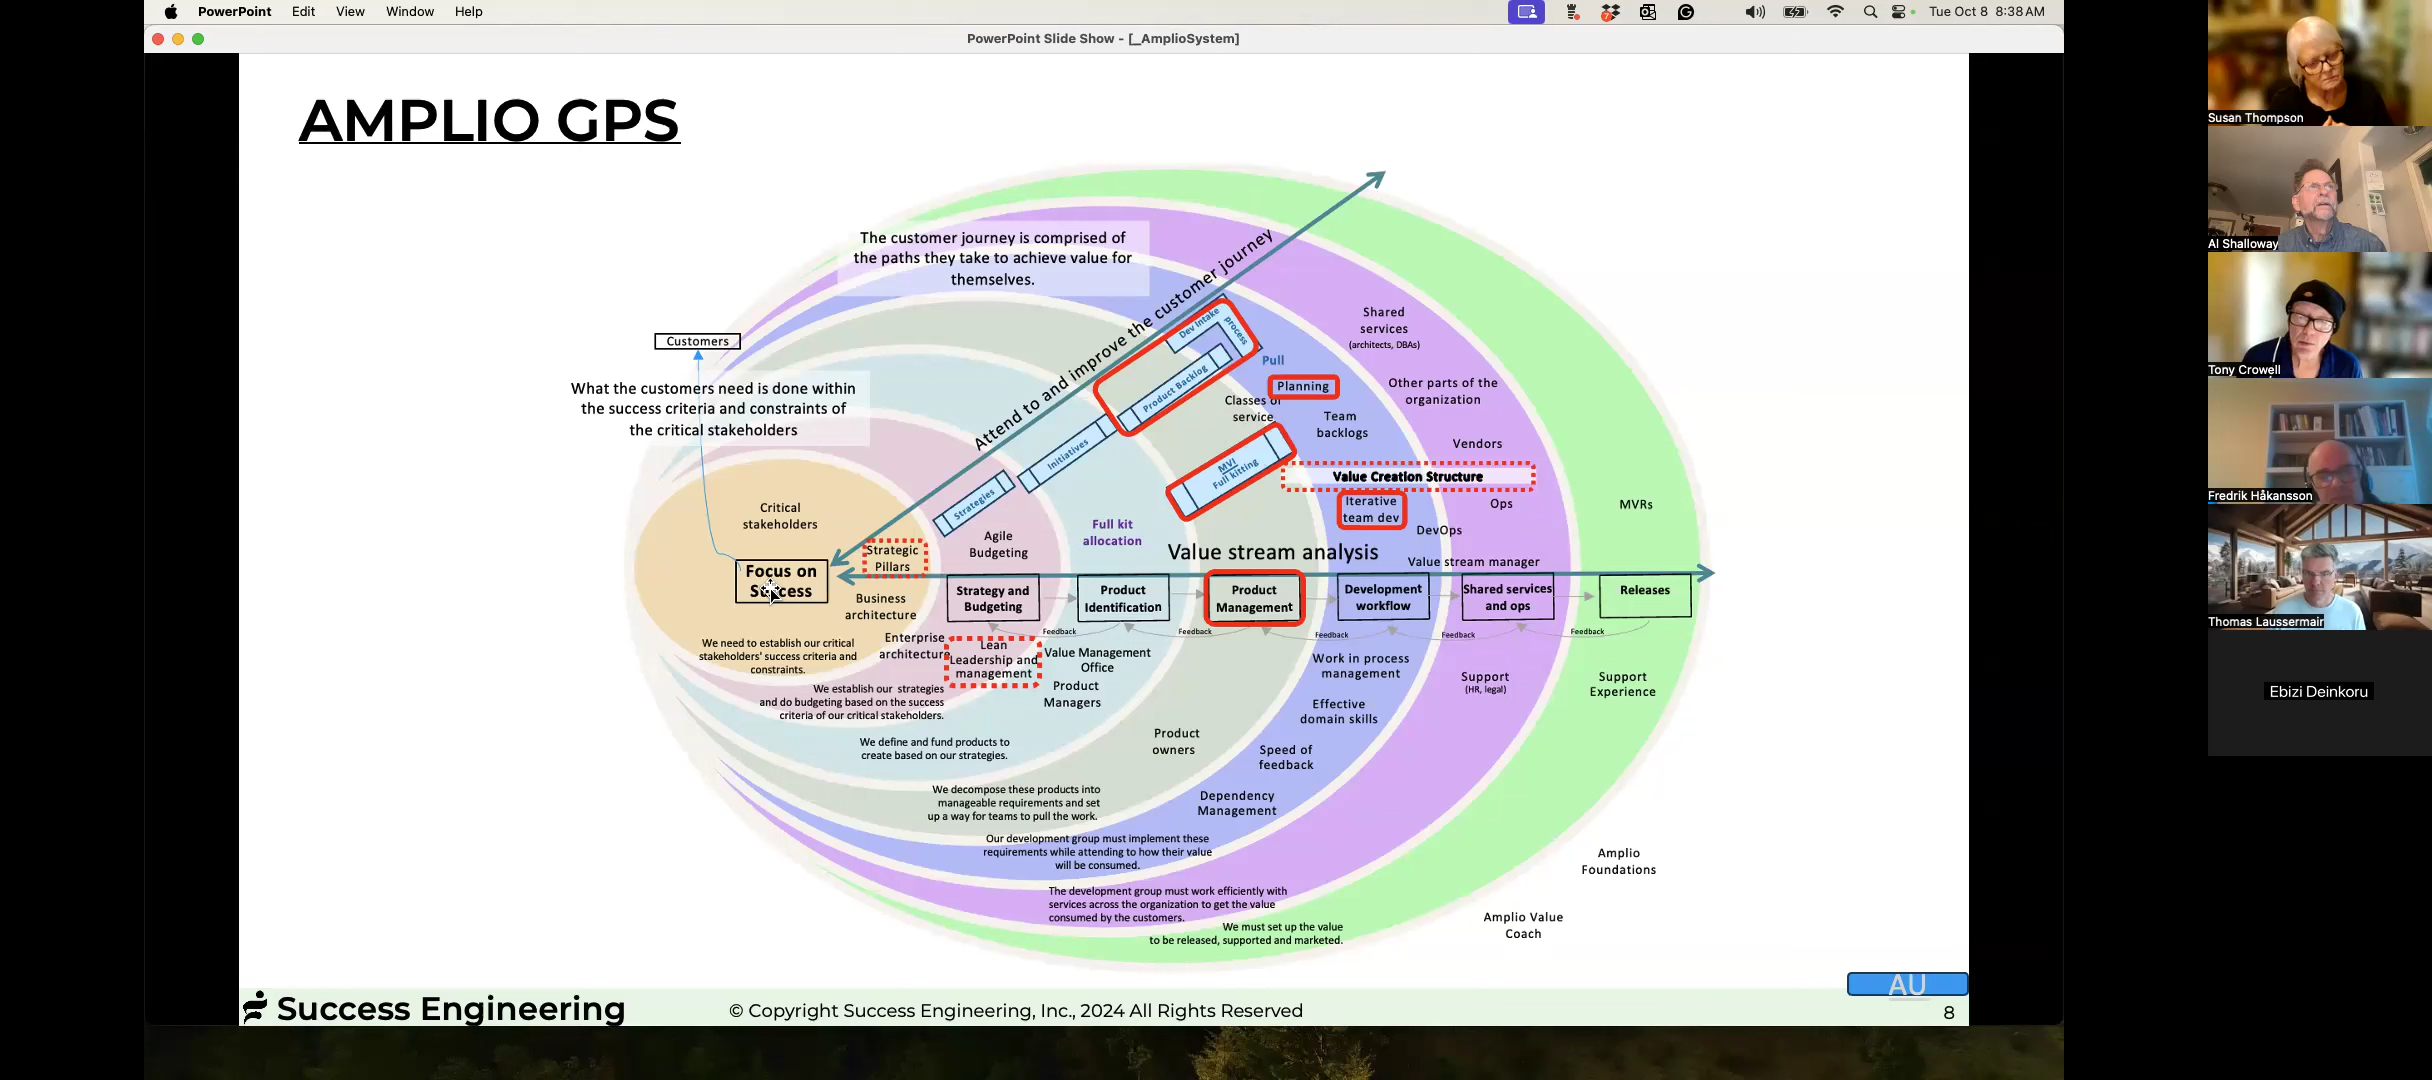 PowerPoint Edit View Window Help
7
Tue Oct 8 8:38 AM
PowerPoint Slide Show - [_AmplioSystem]
AMPLIO GPS
The customer journey is comprised of
the paths they take to achieve value for
themselves.
Attend to and improve the customer journey
Customers
What the customers need is done within
the success criteria and constraints of
the critical stakeholders
Dev Intake
process
Product Backlog
Initiatives
Strategies
MVI
Full kitting
Pull
Planning
Classes of
service
Team
backlogs
Shared
services
(architects, DBAs)
Other parts of the
organization
Vendors
Value Creation Structure
Iterative
team dev
Ops
DevOps
MVRs
Critical
stakeholders
Focus on
Success
Strategic
Pillars
Agile
Budgeting
Full kit
allocation
Value stream analysis
Value stream manager
Business
architecture
Strategy and
Budgeting
Product
Identification
Product
Management
Development
workflow
Shared services
and ops
Releases
Feedback
Feedback
Feedback
Feedback
Feedback
We need to establish our critical
stakeholders' success criteria and
constraints.
Enterprise
architecture
Lean
Leadership and
management
Value Management
Office
Product
Managers
Work in process
management
Support
(HR, legal)
Support
Experience
We establish our strategies
and do budgeting based on the success
criteria of our critical stakeholders.
Effective
domain skills
We define and fund products to
create based on our strategies.
Product
owners
Speed of
feedback
We decompose these products into
manageable requirements and set
up a way for teams to pull the work.
Dependency
Management
Our development group must implement these
requirements while attending to how their value
will be consumed.
The development group must work efficiently with
services across the organization to get the value
consumed by the customers.
We must set up the value
to be released, supported and marketed.
Amplio
Foundations
Amplio Value
Coach
AU
Success Engineering
© Copyright Success Engineering, Inc., 2024 All Rights Reserved
8
Susan Thompson
Al Shalloway
Tony Crowell
Fredrik Håkansson
Thomas Laussermair
Ebizi Deinkoru